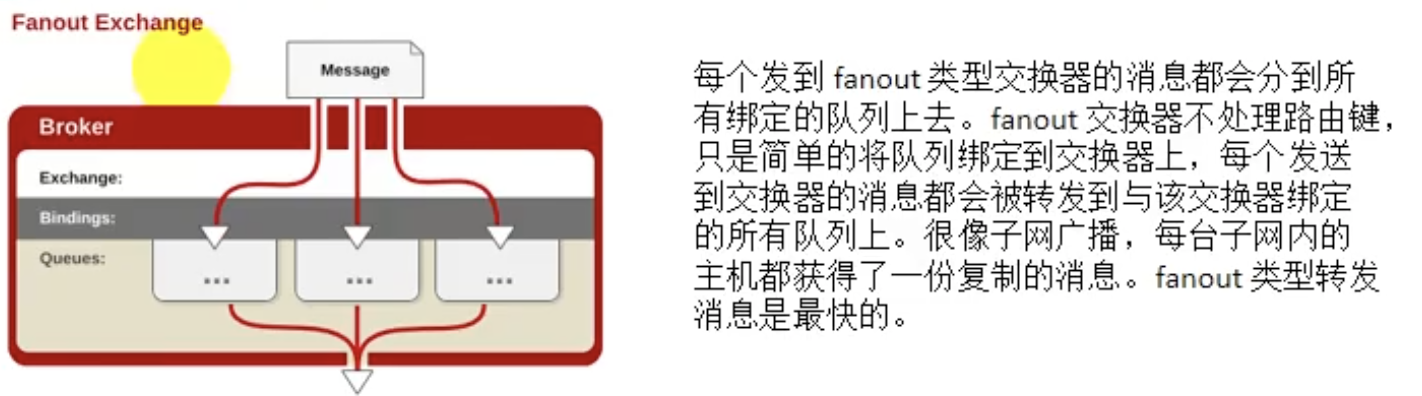 Fanout Exchange
Message
Broker
Exchange:
Bindings:
Queues:
... ... ...
每个发到 fanout 类型交换器的消息都会分到所
有绑定的队列上去。fanout 交换器不处理路由键，
只是简单的将队列绑定到交换器上，每个发送
到交换器的消息都会被转发到与该交换器绑定
的所有队列上。很像子网广播，每台子网内的
主机都获得了一份复制的消息。fanout 类型转发
消息是最快的。